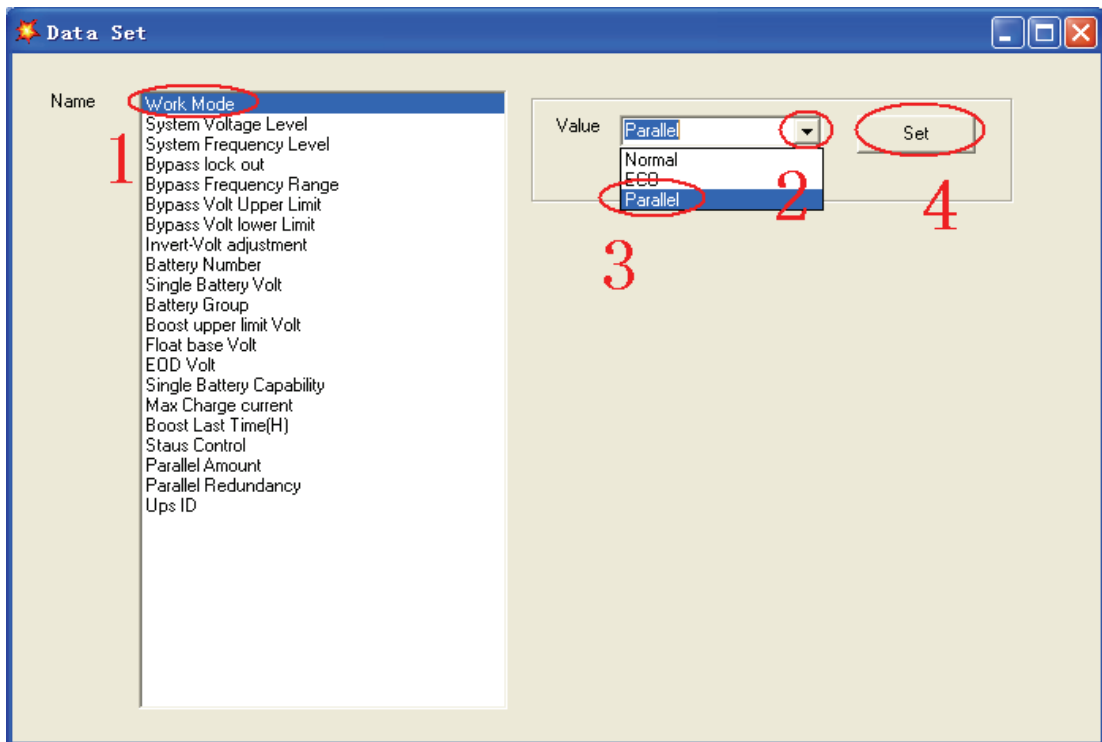 Data Set
Name
Work Mode
System Voltage Level
System Frequency Level
Bypass lock out
Bypass Frequency Range
Bypass Volt Upper Limit
Bypass Volt lower Limit
Invert-Volt adjustment
Battery Number
Single Battery Volt
Battery Group
Boost upper limit Volt
Float base Volt
EOD Volt
Single Battery Capability
Max Charge current
Boost Last Time(H)
Staus Control
Parallel Amount
Parallel Redundancy
Ups ID
1
Value
Parallel
Normal
ECO
Parallel
2
3
Set
4